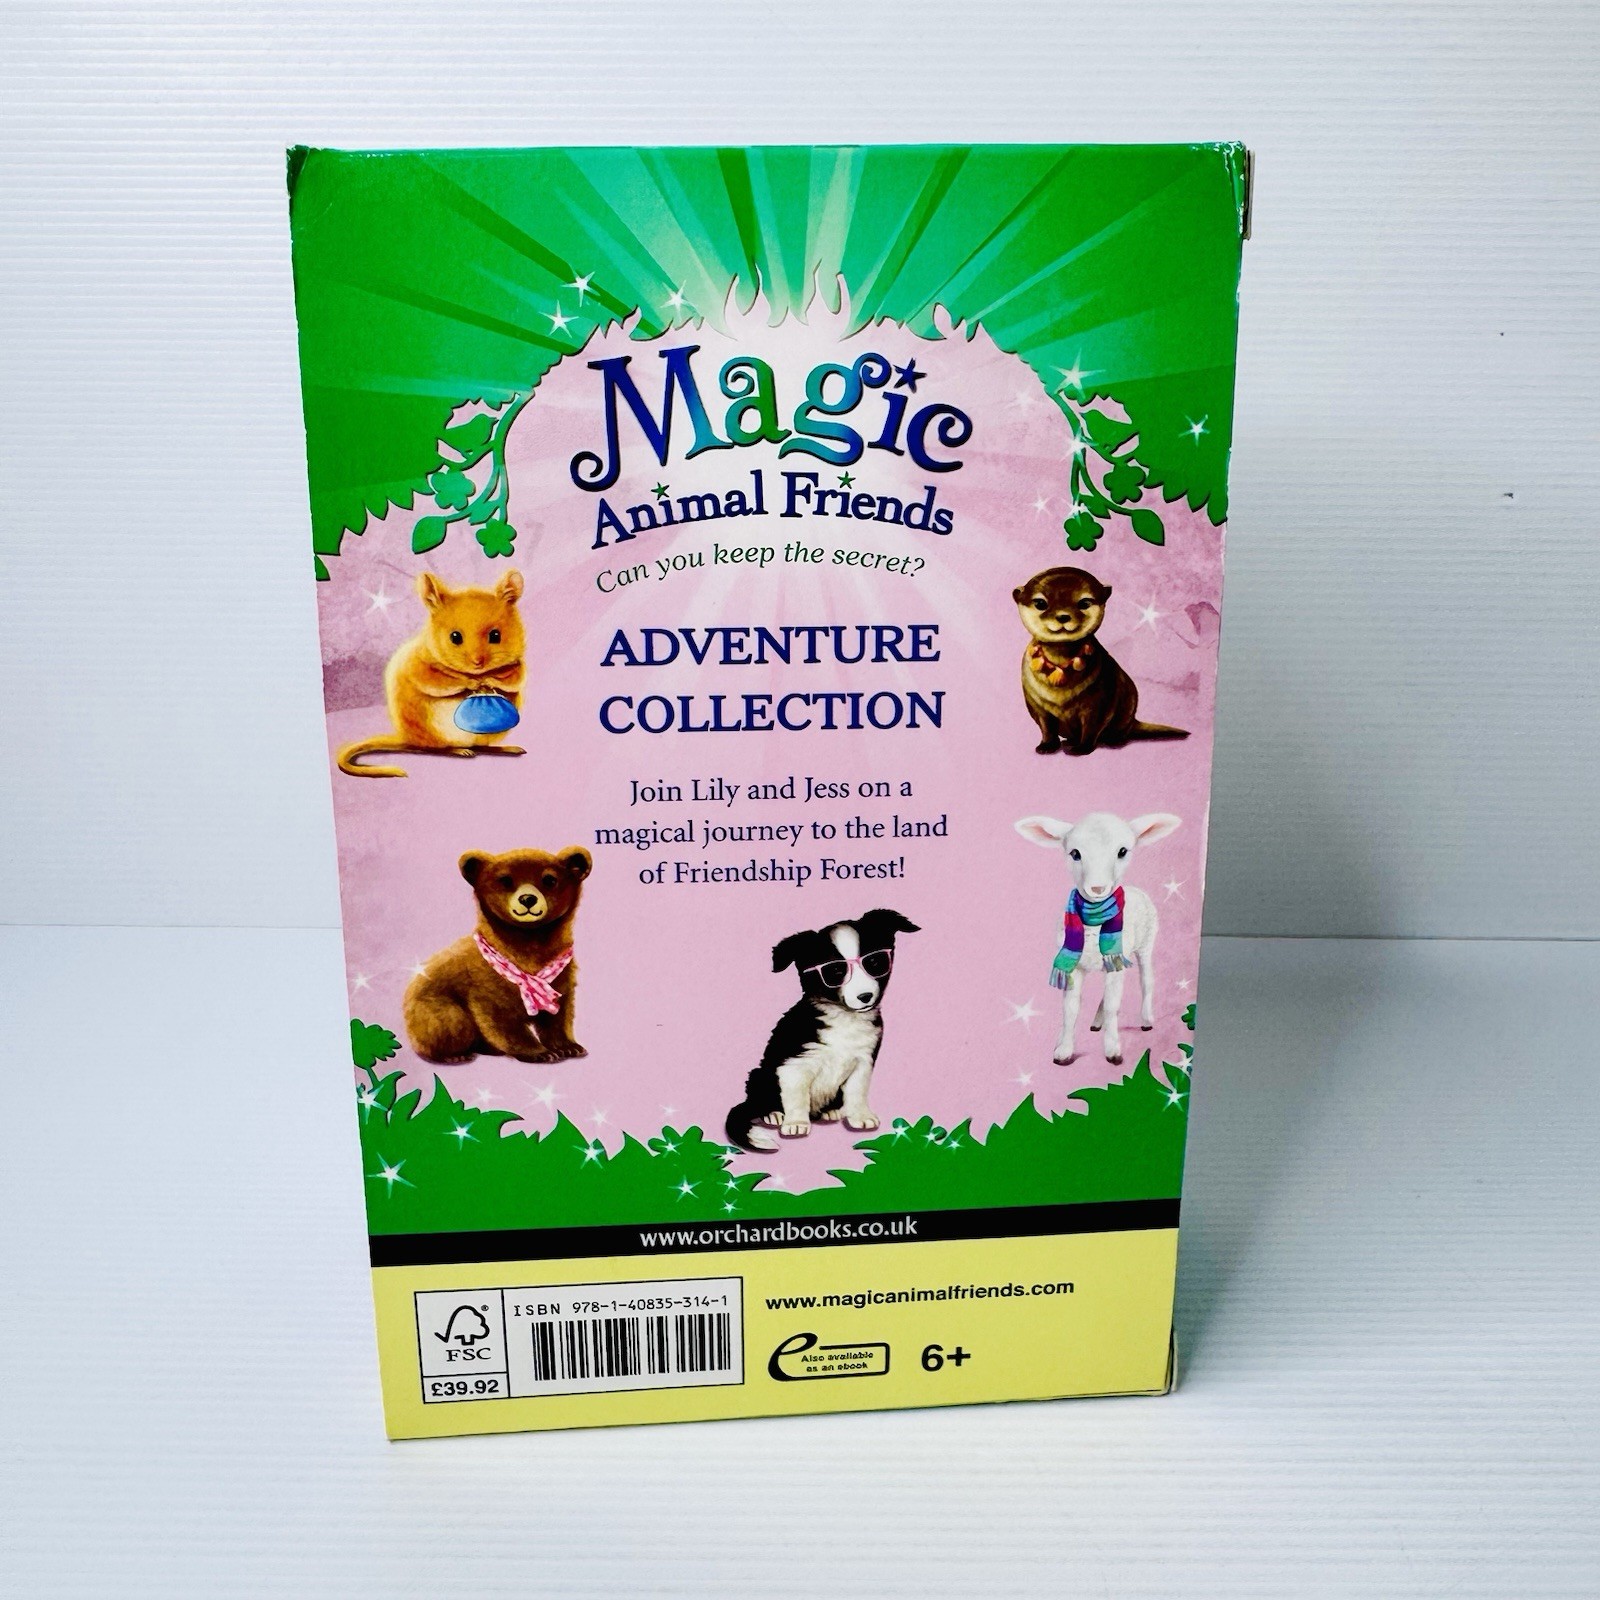 Magic
Animal Friends
Can you keep the secret?
ADVENTURE
COLLECTION
Join Lily and Jess on a
magical journey to the land
of Friendship Forest!
www.orchardbooks.co.uk
ISBN 978-1-40835-314-1
FSC
£39.92
www.magicanimalfriends.com
e
Also available
as an ebook
6+